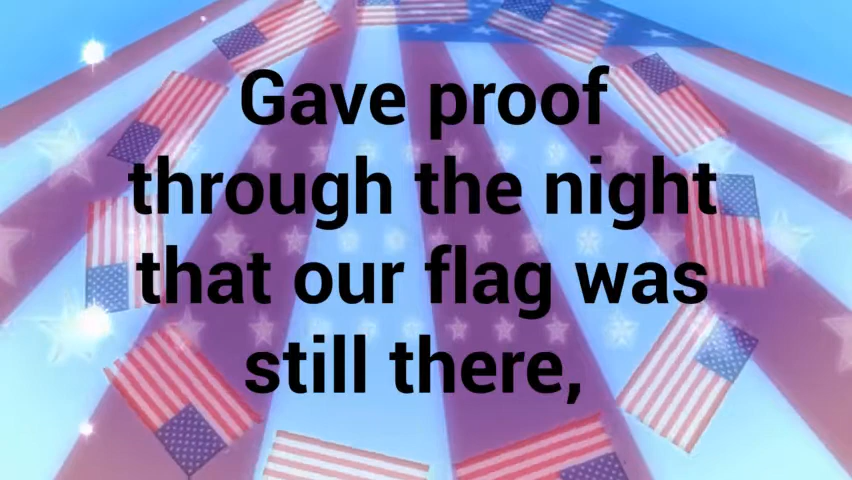 Gave proof
through the night
that our flag was
still there,